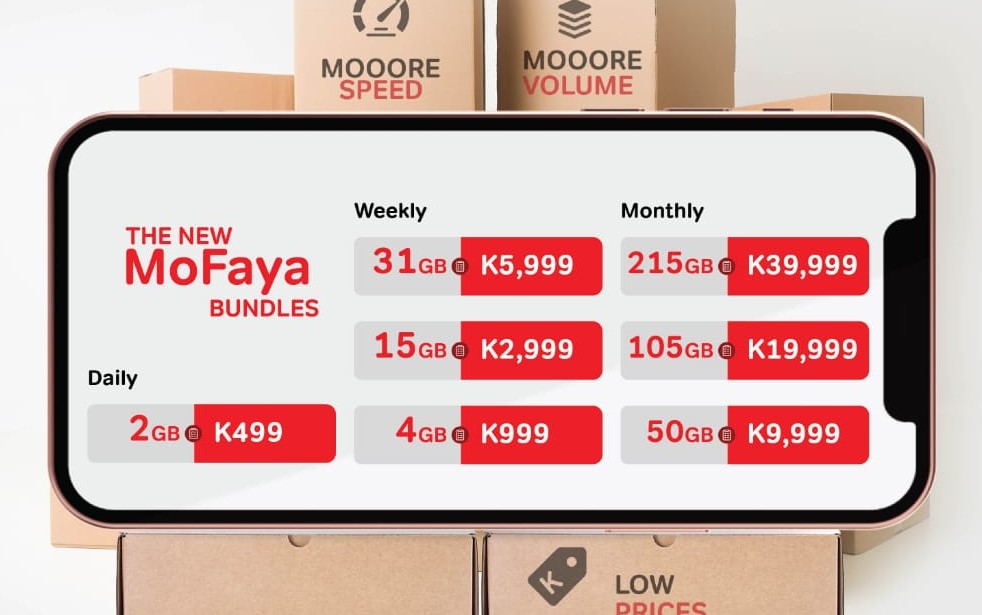 MOOORE
SPEED
MOOORE
VOLUME
THE NEW
MoFaya
BUNDLES
Daily
2GB K499
Weekly
31GB K5,999
15GB K2,999
4GB K999
Monthly
215GB K39,999
105GB K19,999
50GB K9,999
K
LOW
PRICES